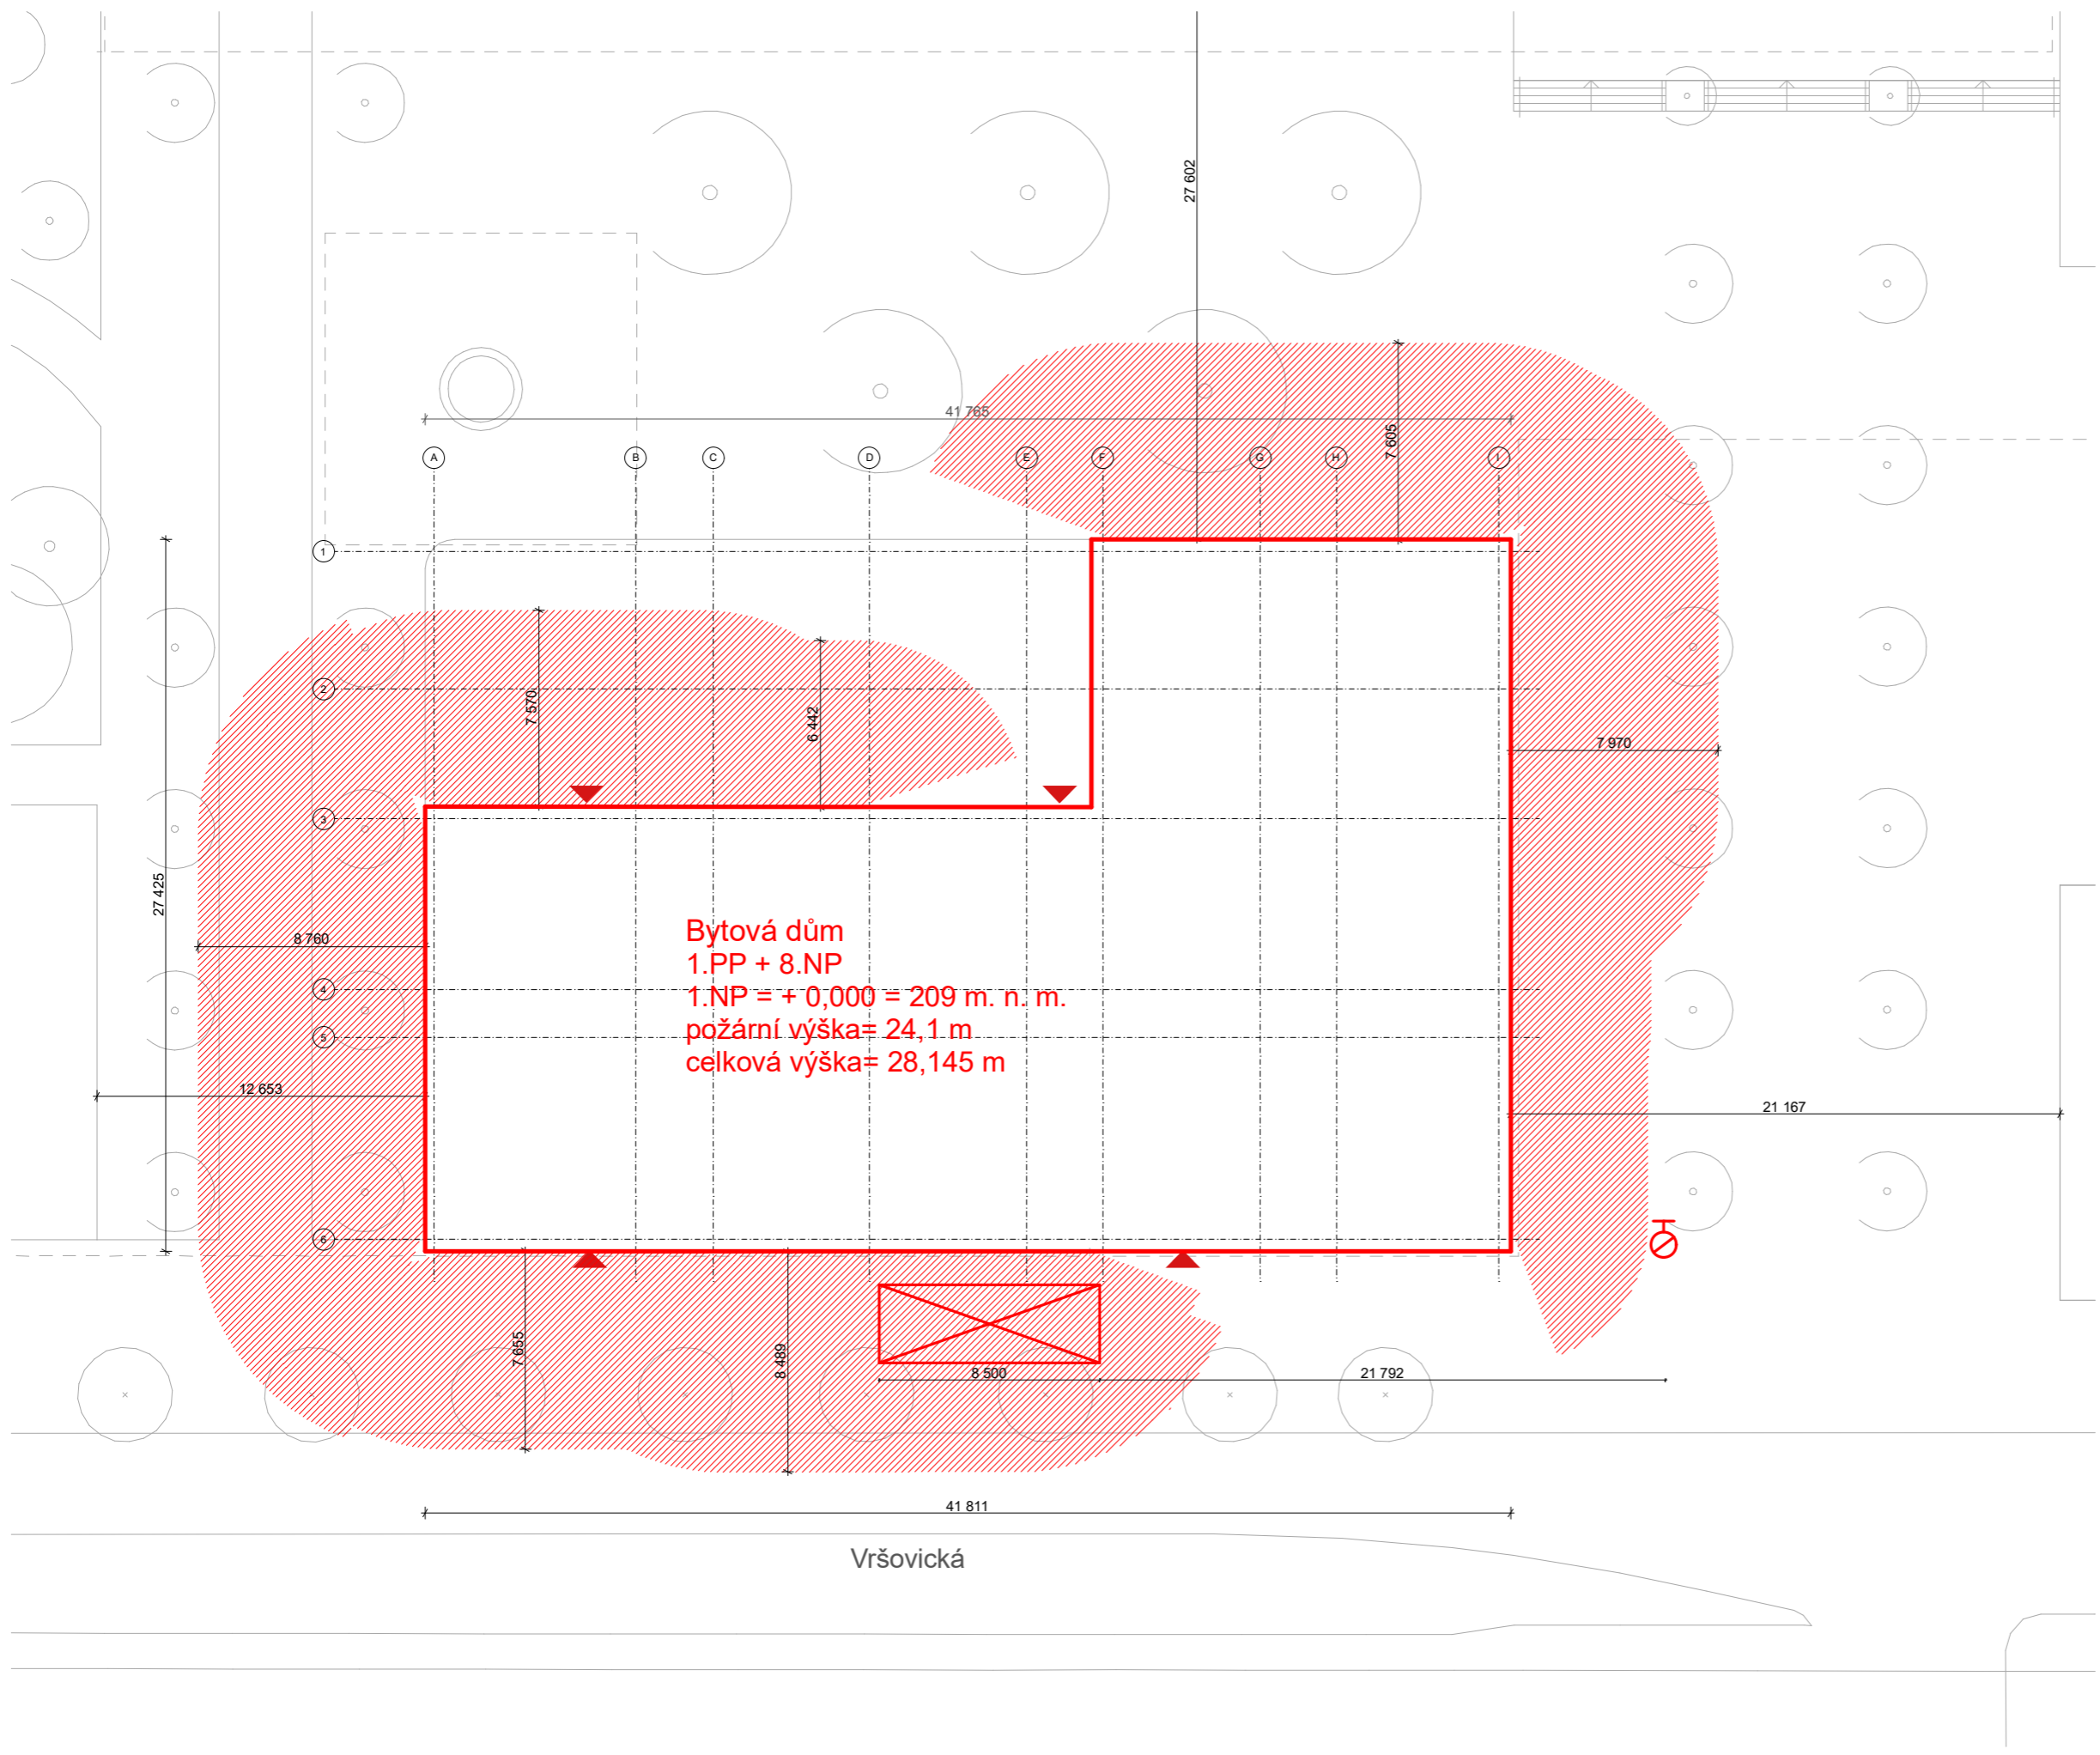 27 602
41 765
7 605
A
B
C
D
E
F
G
H
I
1
2
7 570
6 442
7 970
3
27 425
8 760
Bytová dům
1.PP + 8.NP
1.NP = + 0,000 = 209 m. n. m.
požární výška= 24,1 m
celková výška= 28,145 m
4
5
12 653
21 167
6
7 655
8 489
8 500
21 792
41 811
Vršovická